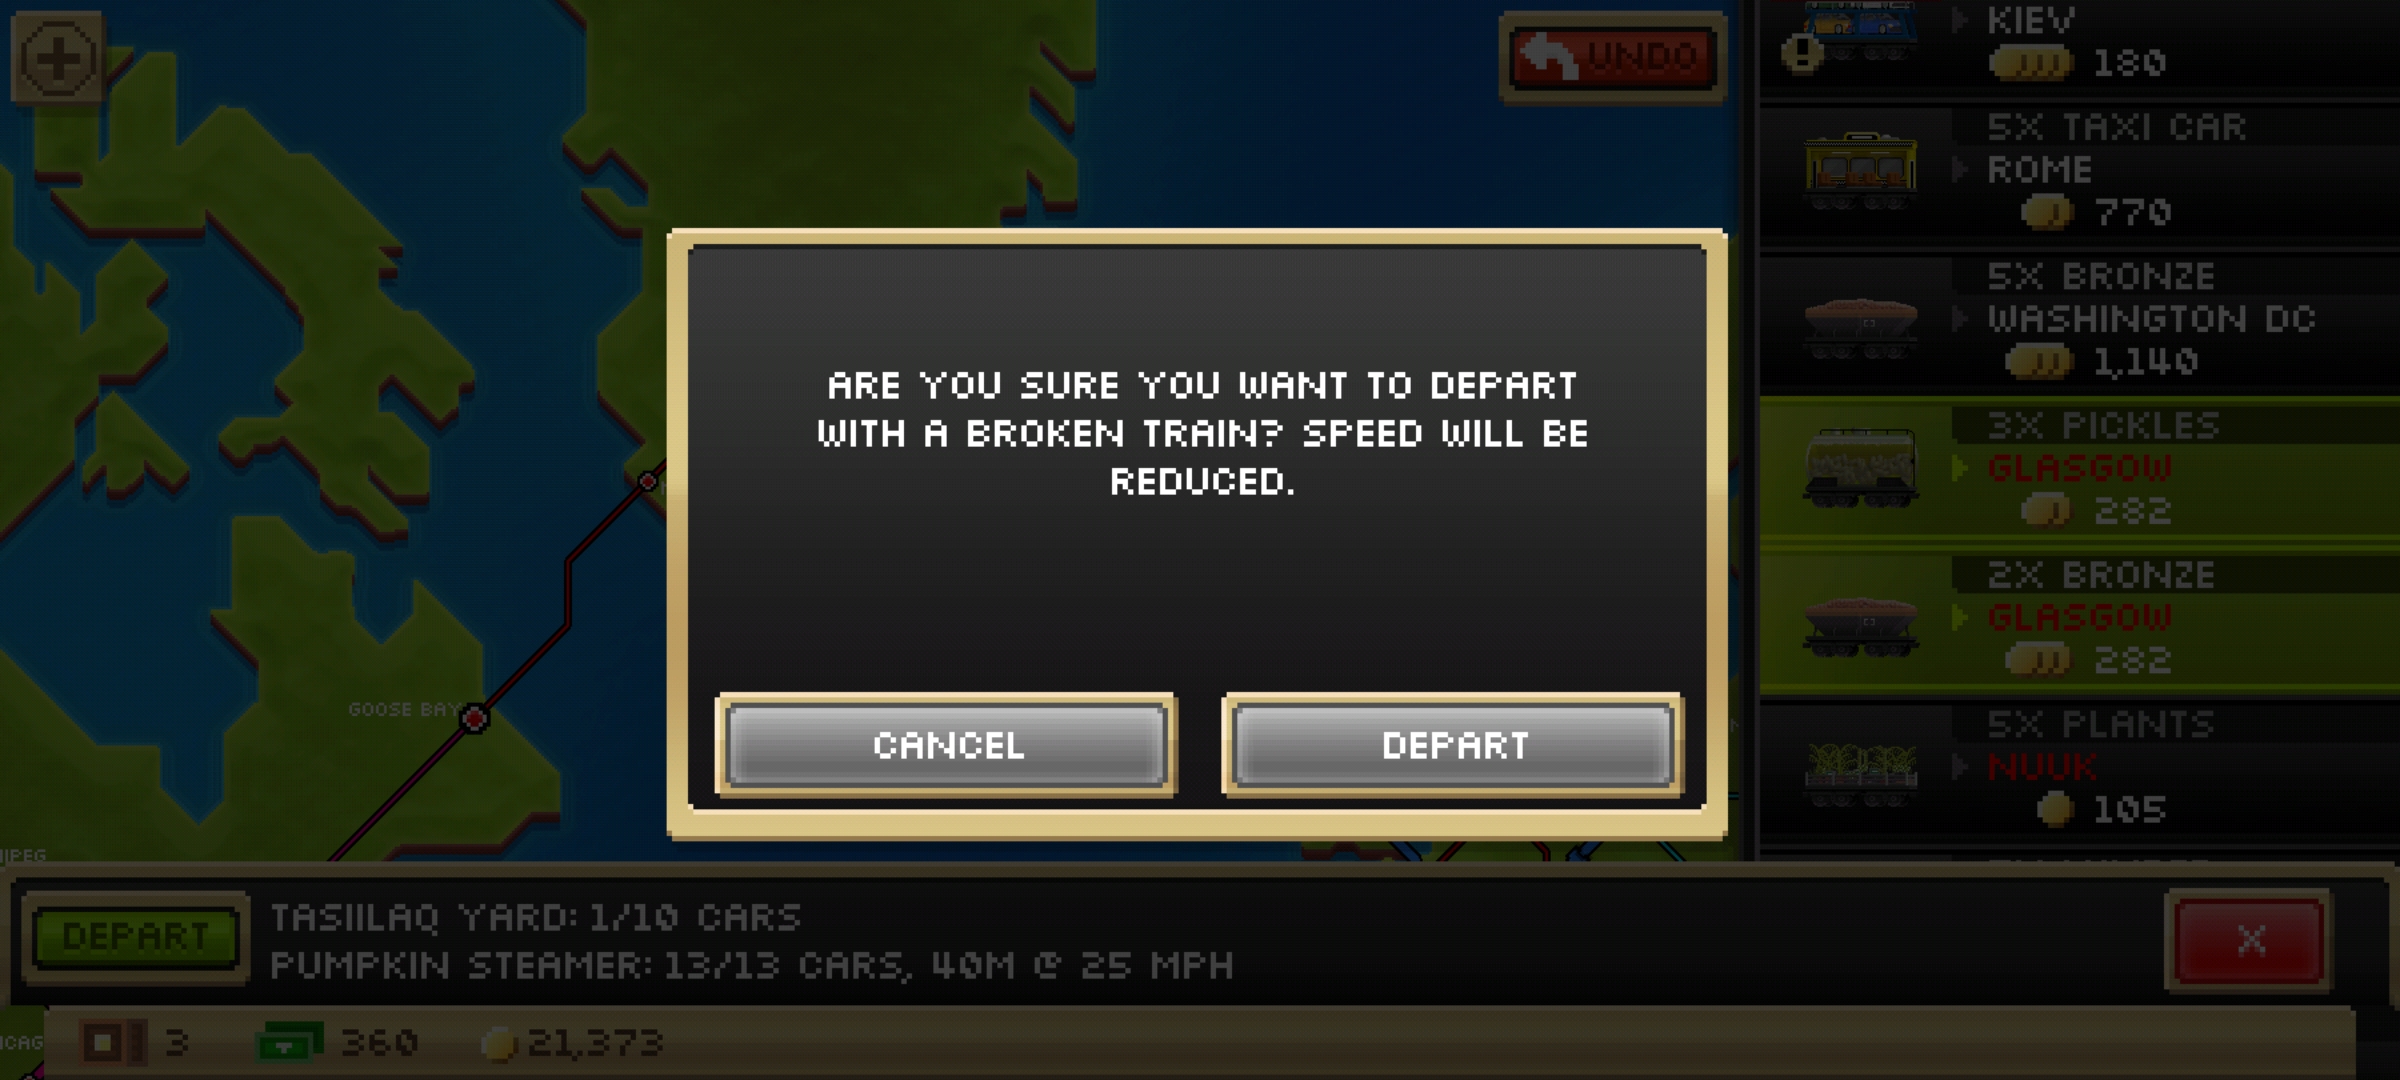 KIEV
180
UNDO
5X TAXI CAR
ROME
770
5X BRONZE
WASHINGTON DC
1,140
ARE YOU SURE YOU WANT TO DEPART
WITH A BROKEN TRAIN? SPEED WILL BE
REDUCED.
3X PICKLES
GLASGOW
282
2X BRONZE
GLASGOW
282
GOOSE BAY
CANCEL
DEPART
5X PLANTS
NUUK
105
IPEG
DEPART
TASIILAQ YARD: 1/10 CARS
PUMPKIN STEAMER: 13/13 CARS, 40M @ 25 MPH
X
ICAG
3
360
21,373